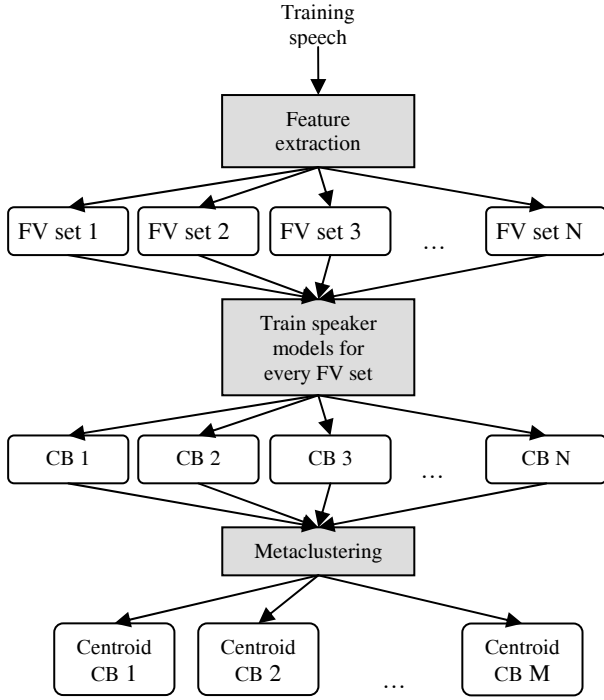 Training
speech
Feature
extraction
FV set 1
FV set 2
FV set 3
...
FV set N
Train speaker
models for
every FV set
CB 1
CB 2
CB 3
...
CB N
Metaclustering
Centroid
CB 1
Centroid
CB 2
...
Centroid
CB M